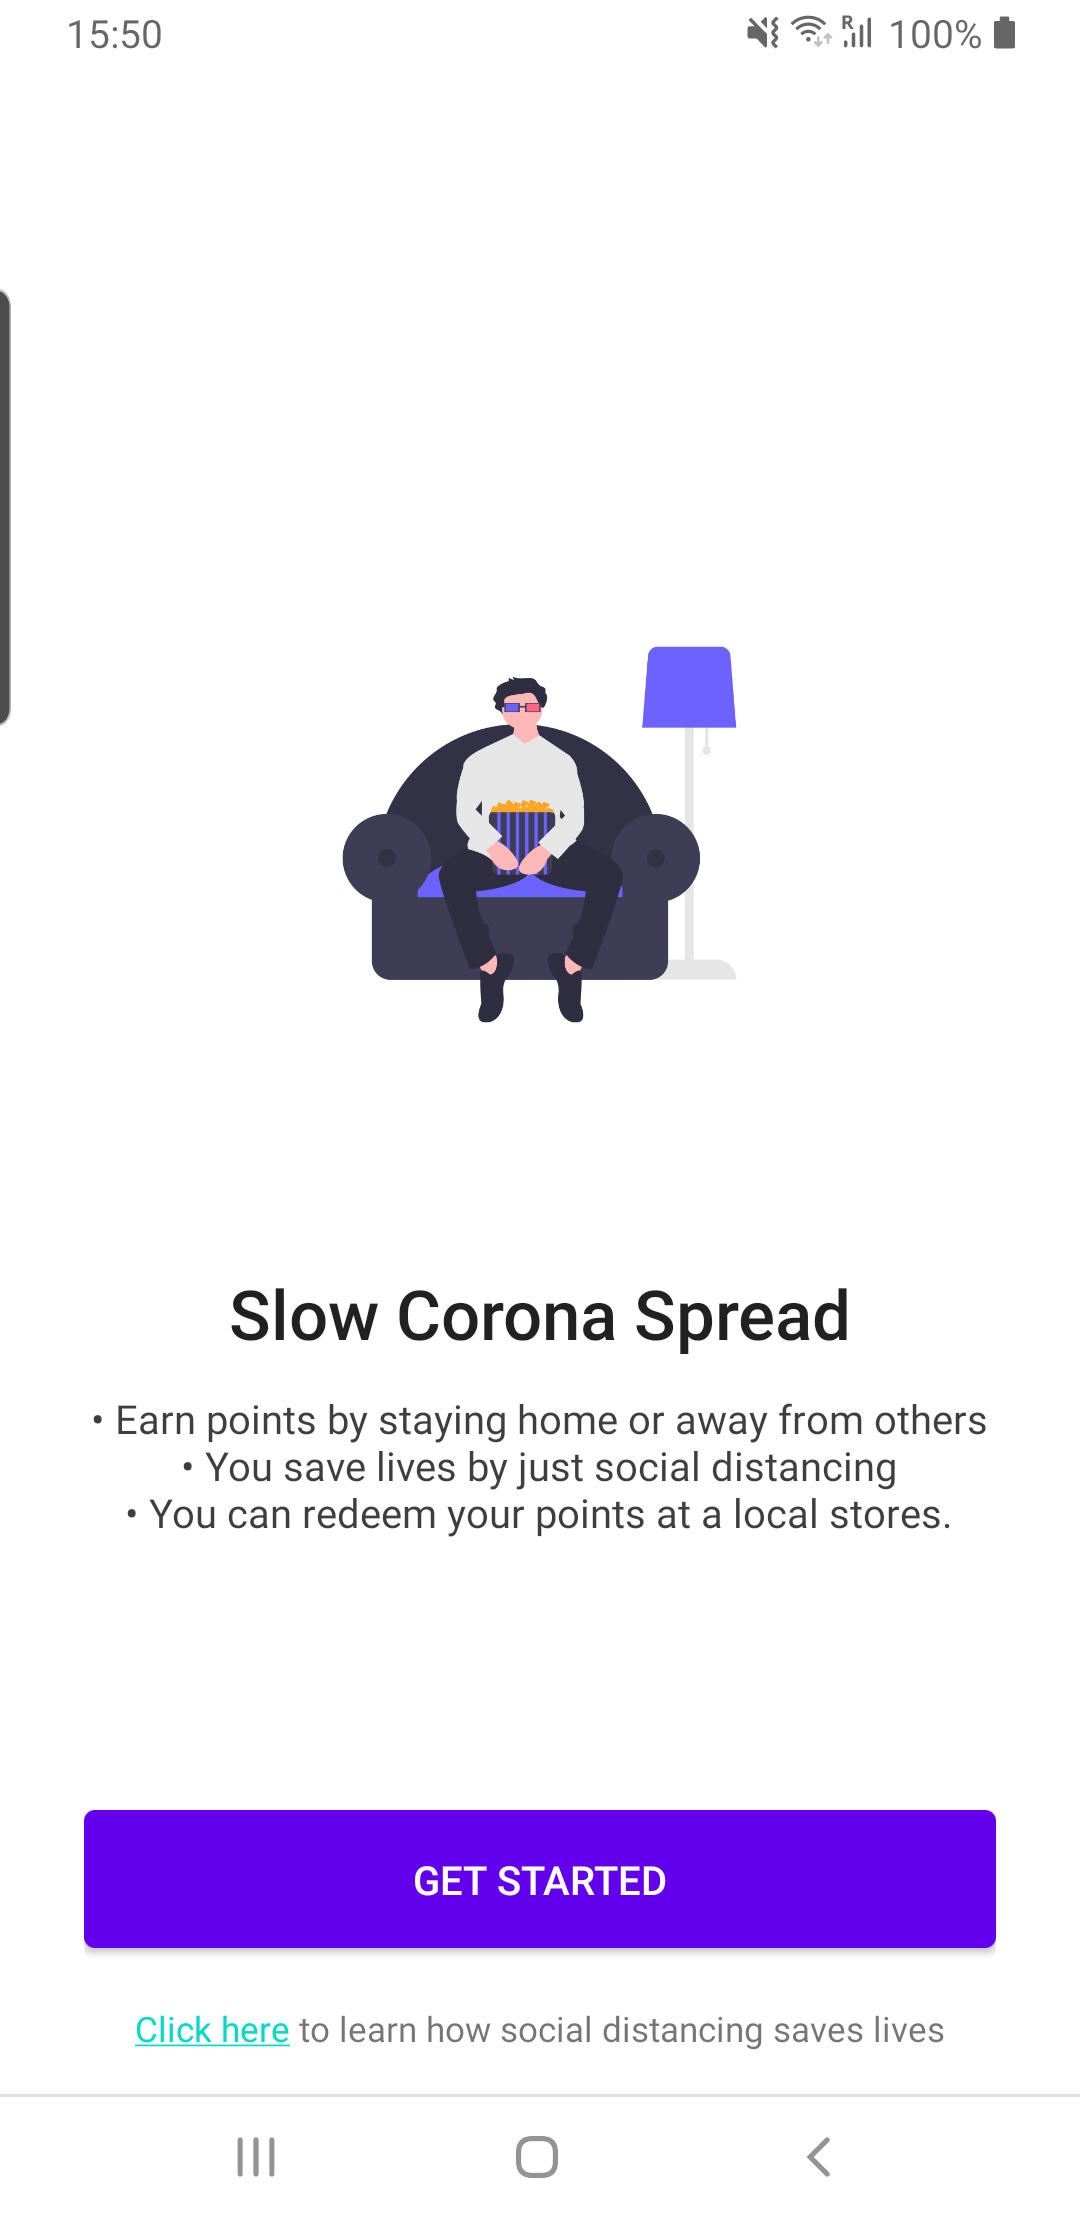 15:50
R 100%
Slow Corona Spread
• Earn points by staying home or away from others
• You save lives by just social distancing
• You can redeem your points at a local stores.
GET STARTED
Click here to learn how social distancing saves lives